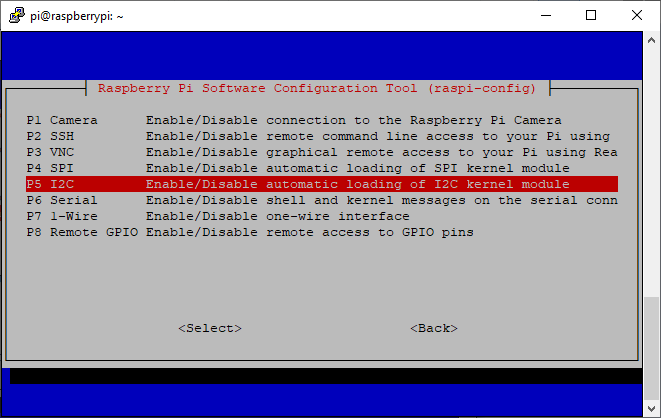 pi@raspberrypi: ~
Raspberry Pi Software Configuration Tool (raspi-config)
P1 Camera Enable/Disable connection to the Raspberry Pi Camera
P2 SSH Enable/Disable remote command line access to your Pi using
P3 VNC Enable/Disable graphical remote access to your Pi using Rea
P4 SPI Enable/Disable automatic loading of SPI kernel module
P5 I2C Enable/Disable automatic loading of I2C kernel module
P6 Serial Enable/Disable shell and kernel messages on the serial conn
P7 1-Wire Enable/Disable one-wire interface
P8 Remote GPIO Enable/Disable remote access to GPIO pins
<Select> <Back>